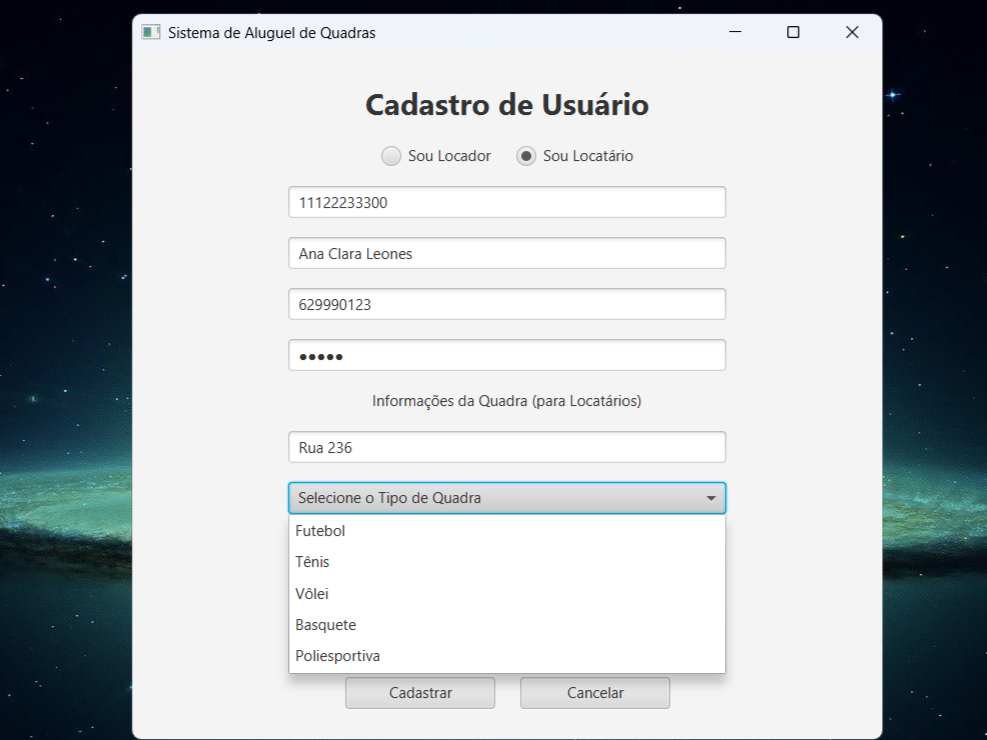 Sistema de Aluguel de Quadras
Cadastro de Usuário
Sou Locador Sou Locatário
11122233300
Ana Clara Leones
629990123
●●●●●
Informações da Quadra (para Locatários)
Rua 236
Selecione o Tipo de Quadra
Futebol
Tênis
Vôlei
Basquete
Poliesportiva
Cadastrar Cancelar